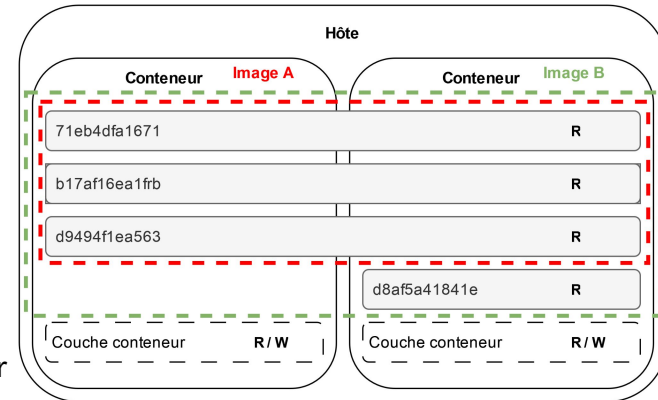 Hôte
Conteneur Image A Conteneur Image B
71eb4dfa1671 R
b17af16ea1frb R
d9494f1ea563 R
d8af5a41841e R
Couche conteneur R / W Couche conteneur R / W
r